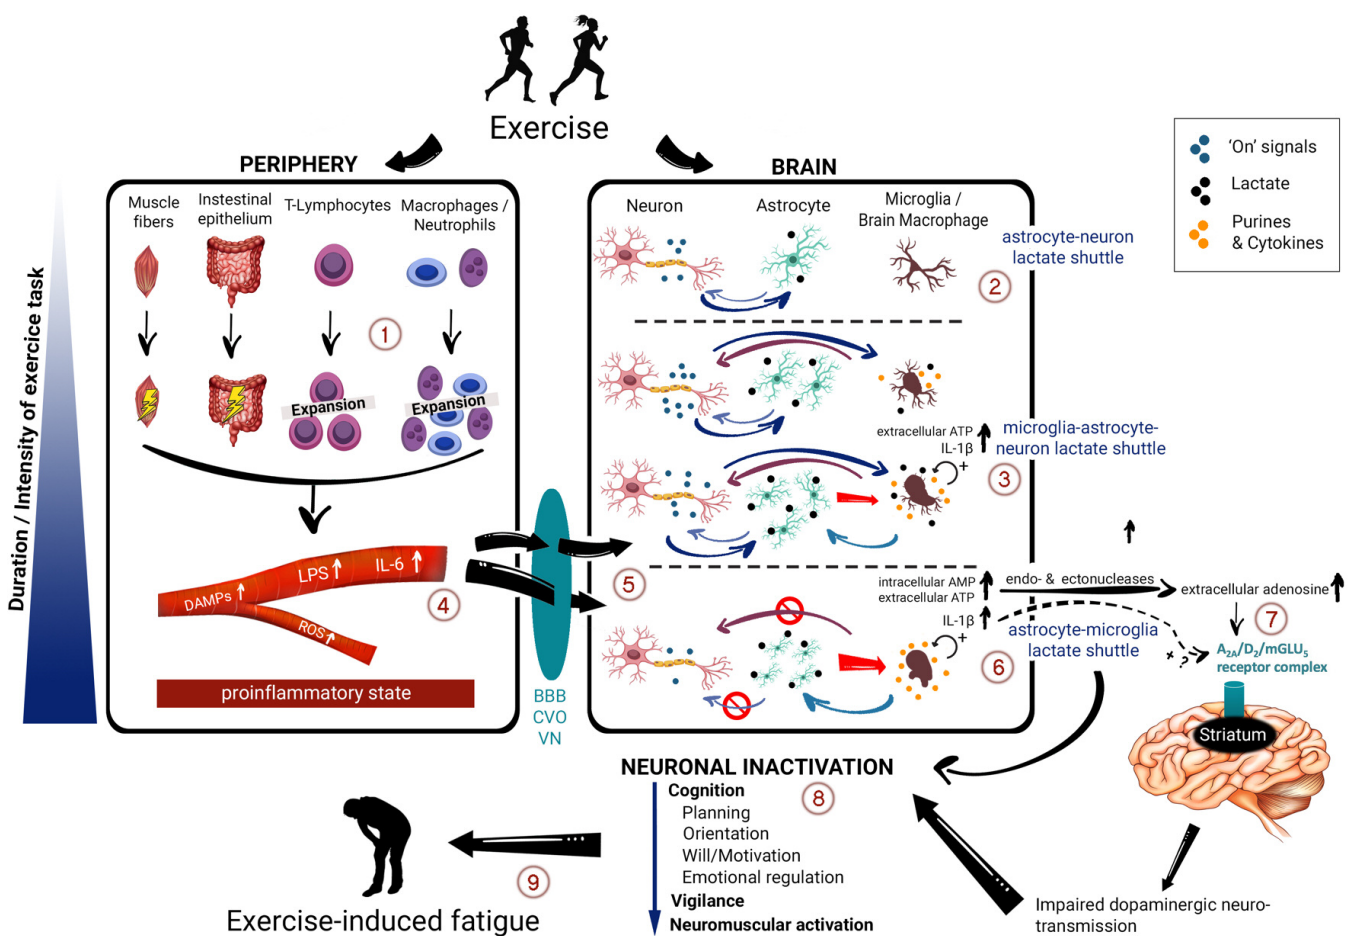 Exercise
PERIPHERY
BRAIN
Duration / Intensity of exercice task
Muscle
fibers
Instestinal
epithelium
T-Lymphocytes
Macrophages /
Neutrophils
1
Expansion
Expansion
DAMPs
LPS
IL-6
ROS
4
proinflammatory state
BBB
CVO
VN
Neuron
Astrocyte
Microglia /
Brain Macrophage
2
astrocyte-neuron
lactate shuttle
extracellular ATP
IL-1β
+
microglia-astrocyte-
neuron lactate shuttle
3
5
intracellular AMP
extracellular ATP
IL-1β
+
endo- & ectonucleases
extracellular adenosine
astrocyte-microglia
lactate shuttle
6
7
+ ?
A2A/D2/mGLU5
receptor complex
Striatum
'On' signals
Lactate
Purines
& Cytokines
NEURONAL INACTIVATION
8
Cognition
Planning
Orientation
Will/Motivation
Emotional regulation
Vigilance
Neuromuscular activation
Impaired dopaminergic neuro-
transmission
9
Exercise-induced fatigue